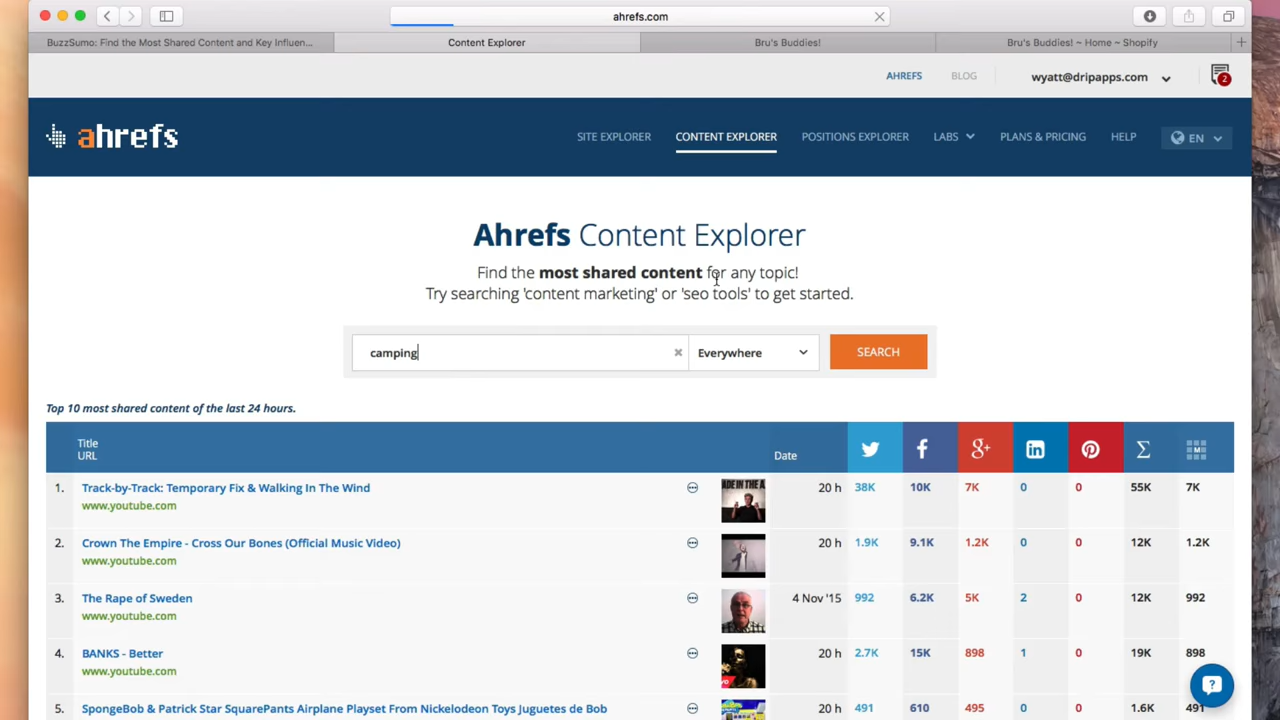 ahrefs.com
BuzzSumo: Find the Most Shared Content and Key Influen...
Content Explorer
Bru's Buddies!
Bru's Buddies! ~ Home ~ Shopify
AHREFS
BLOG
wyatt@dripapps.com
2
ahrefs
SITE EXPLORER
CONTENT EXPLORER
POSITIONS EXPLORER
LABS
PLANS & PRICING
HELP
EN
Ahrefs Content Explorer
Find the most shared content for any topic!
Try searching 'content marketing' or 'seo tools' to get started.
camping
Everywhere
SEARCH
Top 10 most shared content of the last 24 hours.
Title
URL
Date
M
1. Track-by-Track: Temporary Fix & Walking In The Wind 20 h 38K 10K 7K 0 0 55K 7K
www.youtube.com
2. Crown The Empire - Cross Our Bones (Official Music Video) 20 h 1.9K 9.1K 1.2K 0 0 12K 1.2K
www.youtube.com
3. The Rape of Sweden 4 Nov '15 992 6.2K 5K 2 0 12K 992
www.youtube.com
4. BANKS - Better 20 h 2.7K 15K 898 1 0 19K 898
www.youtube.com
5. SpongeBob & Patrick Star SquarePants Airplane Playset From Nickelodeon Toys Juguetes de Bob 20 h 491 610 495 0 0 1.6K 491